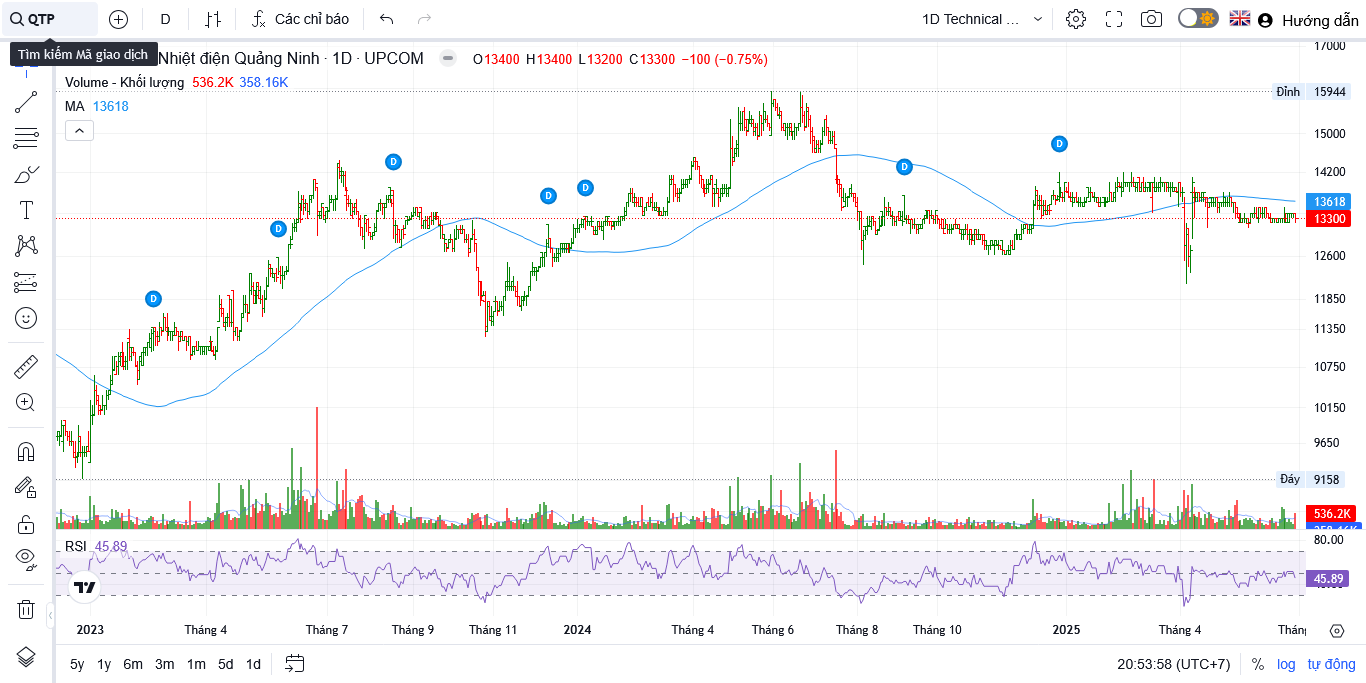 QTP
D
Các chỉ báo
1D Technical ...
Hướng dẫn
Tìm kiếm Mã giao dịch
Nhiệt điện Quảng Ninh · 1D · UPCOM
O13400 H13400 L13200 C13300 −100 (−0.75%)
Volume - Khối lượng 536.2K 358.16K
MA 13618
17000
Đỉnh 15944
15000
14200
13618
13300
12600
11850
11350
10750
10150
9650
Đáy 9158
536.2K
D
D
D
D
D
D
D
RSI 45.89
80.00
45.89
2023
Tháng 4
Tháng 7
Tháng 9
Tháng 11
2024
Tháng 4
Tháng 6
Tháng 8
Tháng 10
2025
Tháng 4
5y 1y 6m 3m 1m 5d 1d
20:53:58 (UTC+7)
% log tự động